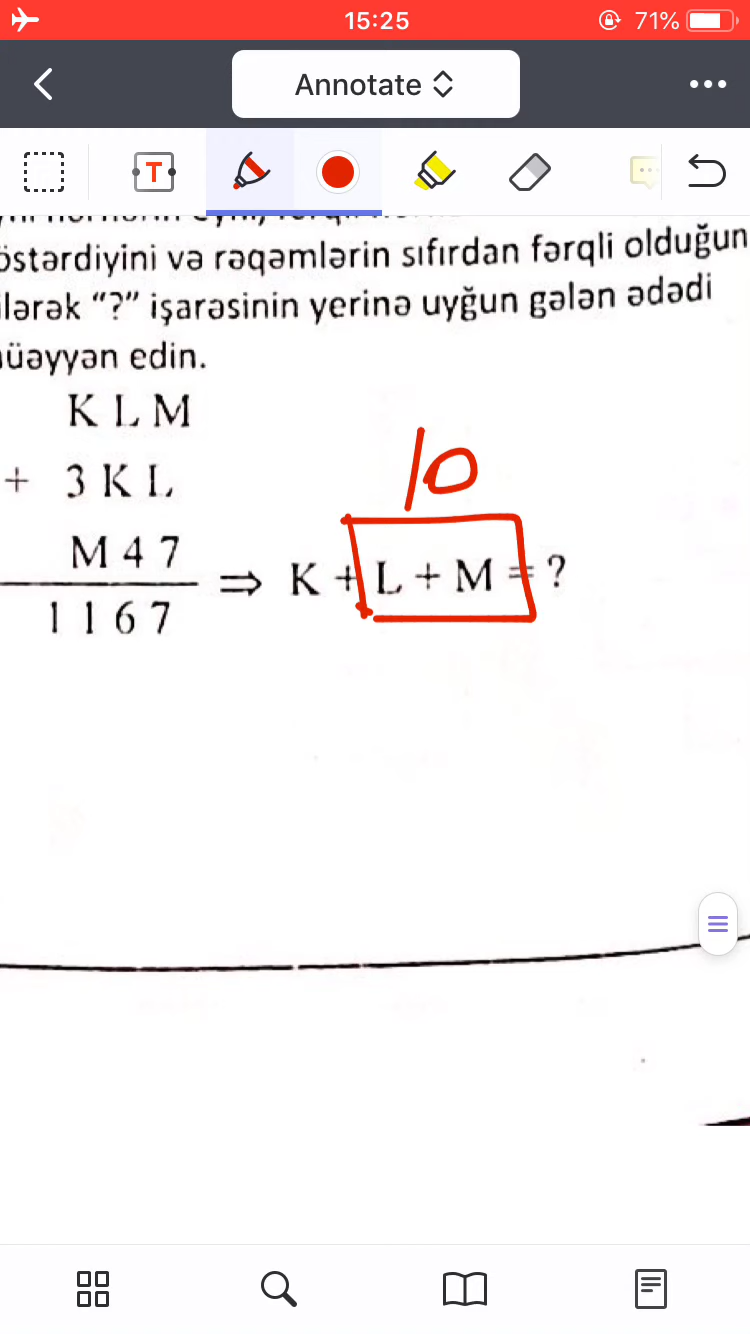 15:25
71%
Annotate
T
östərdiyini və rəqəmlərin sıfırdan fərqli olduğun
lərək “?” işarəsinin yerinə uyğun gələn ədədi
üəyyən edin.
K L M
+ 3 K L
M 4 7
1 1 6 7
⇒ K + L + M = ?
10